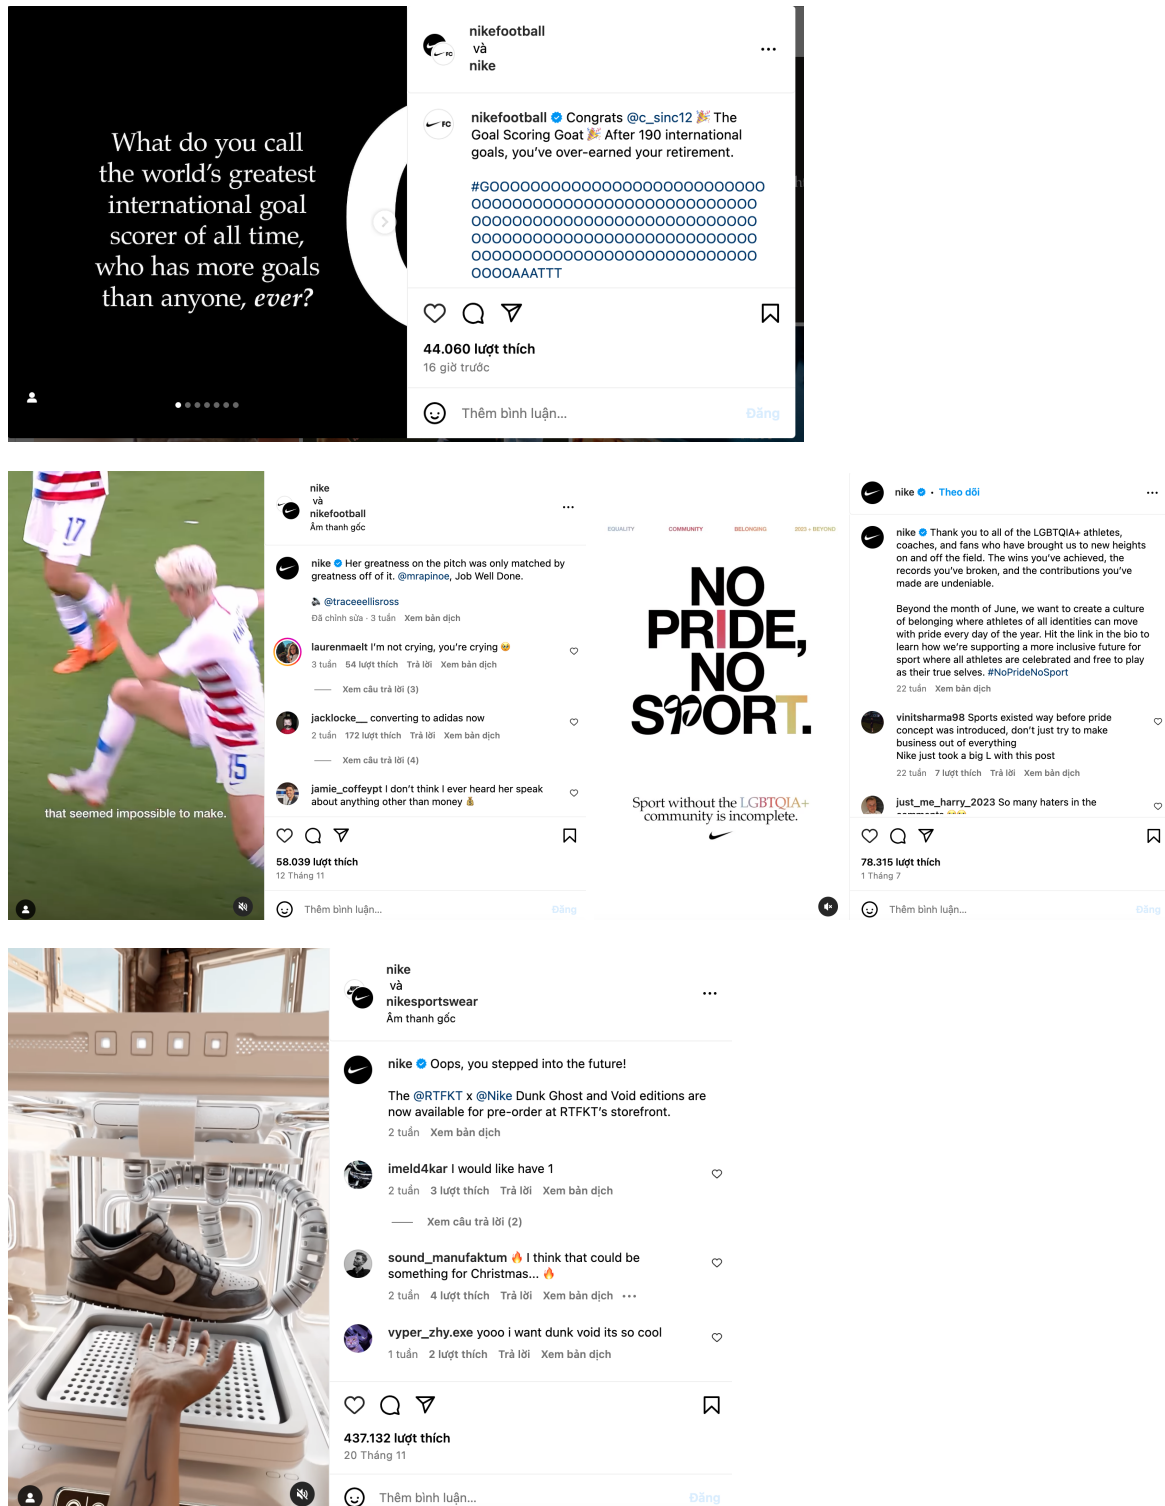 What do you call
the world's greatest
international goal
scorer of all time,
who has more goals
than anyone, ever?
nikefootball
và
nike
nikefootball Congrats @c_sinc12 🎉 The
Goal Scoring Goat 🎉 After 190 international
goals, you've over-earned your retirement.
#GOOOOOOOOOOOOOOOOOOOOOOOOOOO
OOOOOOOOOOOOOOOOOOOOOOOOOOOO
OOOOOOOOOOOOOOOOOOOOOOOOOOOO
OOOOOOOOOOOOOOOOOOOOOOOOOOOO
OOOOOOOOOOOOOOOOOOOOOOOOOOOO
OOOOAAATTT
44.060 lượt thích
16 giờ trước
Thêm bình luận...
Đăng
17
15
that seemed impossible to make.
nike
và
nikefootball
Âm thanh gốc
nike Her greatness on the pitch was only matched by
greatness off of it. @mrapinoe, Job Well Done.
🔊 @traceeellisross
Đã chỉnh sửa · 3 tuần Xem bản dịch
laurenmaelt I'm not crying, you're crying 🥹
3 tuần 54 lượt thích Trả lời Xem bản dịch
Xem câu trả lời (3)
jacklocke__ converting to adidas now
2 tuần 172 lượt thích Trả lời Xem bản dịch
Xem câu trả lời (4)
jamie_coffeypt I don't think I ever heard her speak
about anything other than money 💰
58.039 lượt thích
12 Tháng 11
Thêm bình luận...
Đăng
EQUALITY COMMUNITY BELONGING 2023 + BEYOND
NO
PRIDE,
NO
SPORT.
Sport without the LGBTQIA+
community is incomplete.
nike • Theo dõi
nike Thank you to all of the LGBTQIA+ athletes,
coaches, and fans who have brought us to new heights
on and off the field. The wins you've achieved, the
records you've broken, and the contributions you've
made are undeniable.
Beyond the month of June, we want to create a culture
of belonging where athletes of all identities can move
with pride every day of the year. Hit the link in the bio to
learn how we're supporting a more inclusive future for
sport where all athletes are celebrated and free to play
as their true selves. #NoPrideNoSport
22 tuần Xem bản dịch
vinitsharma98 Sports existed way before pride
concept was introduced, don't just try to make
business out of everything
Nike just took a big L with this post
22 tuần 7 lượt thích Trả lời Xem bản dịch
just_me_harry_2023 So many haters in the
comments
78.315 lượt thích
1 Tháng 7
Thêm bình luận...
Đăng
nike
và
nikesportswear
Âm thanh gốc
nike Oops, you stepped into the future!
The @RTFKT x @Nike Dunk Ghost and Void editions are
now available for pre-order at RTFKT's storefront.
2 tuần Xem bản dịch
imeld4kar I would like have 1
2 tuần 3 lượt thích Trả lời Xem bản dịch
Xem câu trả lời (2)
sound_manufaktum 🔥 I think that could be
something for Christmas... 🔥
2 tuần 4 lượt thích Trả lời Xem bản dịch
vyper_zhy.exe yooo i want dunk void its so cool
1 tuần 2 lượt thích Trả lời Xem bản dịch
437.132 lượt thích
20 Tháng 11
Thêm bình luận...
Đăng